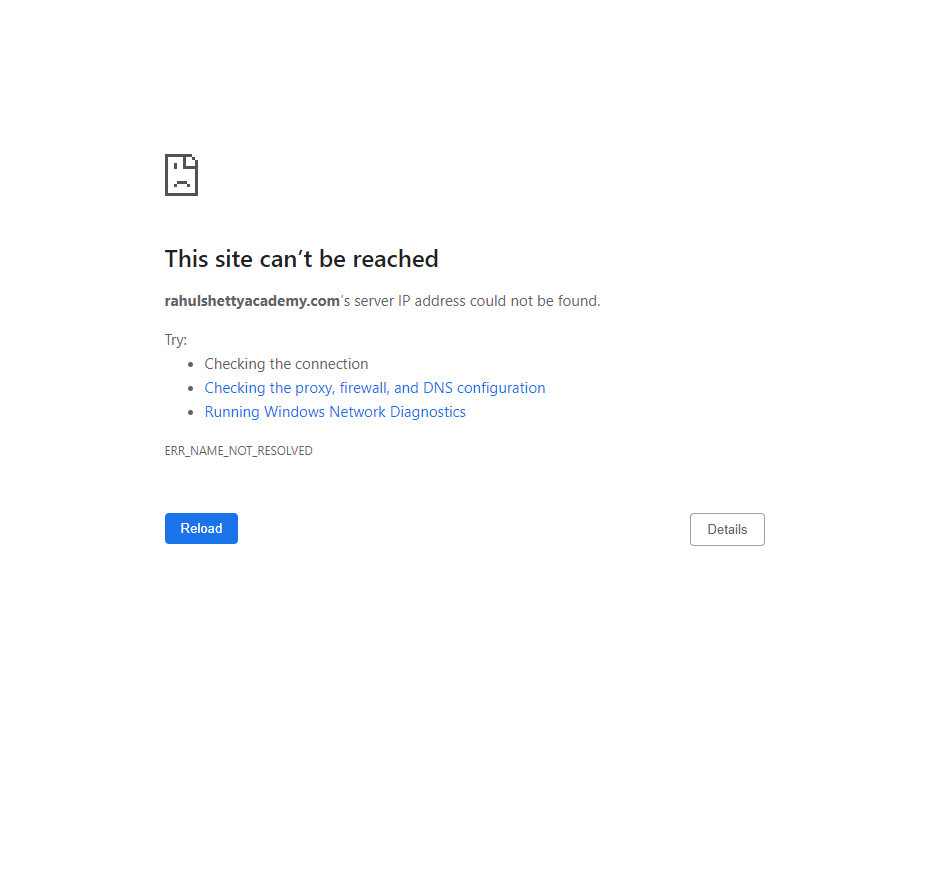 This site can’t be reached
rahulshettyacademy.com’s server IP address could not be found.
Try:
Checking the connection
Checking the proxy, firewall, and DNS configuration
Running Windows Network Diagnostics
ERR_NAME_NOT_RESOLVED
Reload
Details